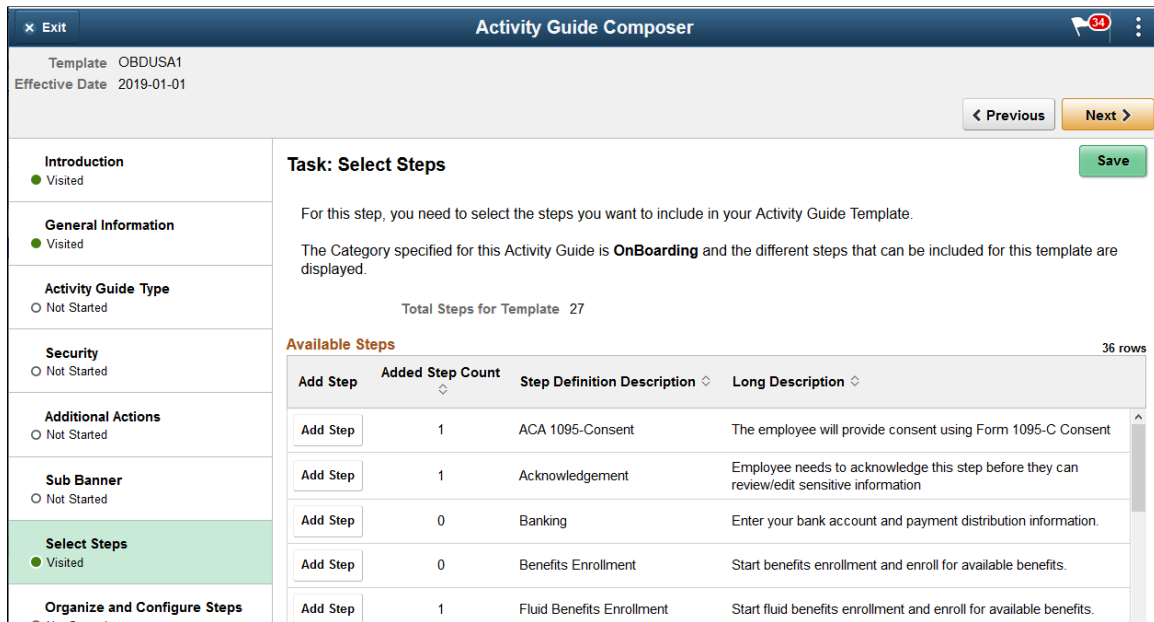 × Exit
Activity Guide Composer
34
Template OBDUSA1
Effective Date 2019-01-01
Previous
Next
Introduction
Visited
General Information
Visited
Activity Guide Type
Not Started
Security
Not Started
Additional Actions
Not Started
Sub Banner
Not Started
Select Steps
Visited
Organize and Configure Steps
Task: Select Steps
Save
For this step, you need to select the steps you want to include in your Activity Guide Template.
The Category specified for this Activity Guide is OnBoarding and the different steps that can be included for this template are
displayed.
Total Steps for Template 27
Available Steps
36 rows
Add Step Added Step Count Step Definition Description Long Description
Add Step 1 ACA 1095-Consent The employee will provide consent using Form 1095-C Consent
Add Step 1 Acknowledgement Employee needs to acknowledge this step before they can
review/edit sensitive information
Add Step 0 Banking Enter your bank account and payment distribution information.
Add Step 0 Benefits Enrollment Start benefits enrollment and enroll for available benefits.
Add Step 1 Fluid Benefits Enrollment Start fluid benefits enrollment and enroll for available benefits.